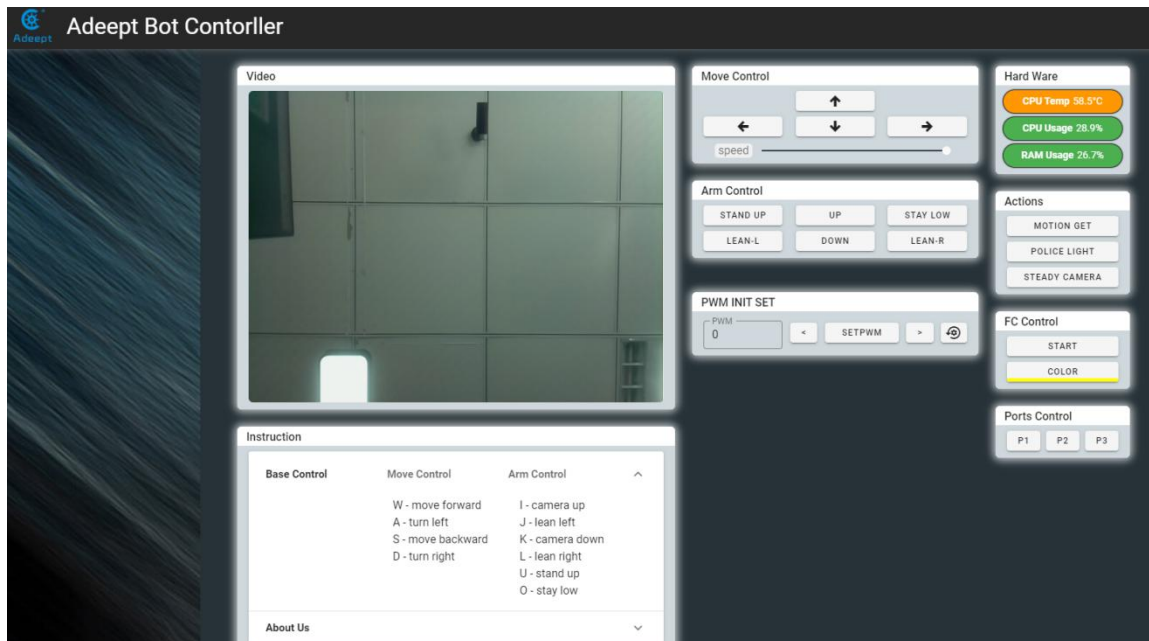 Adeept
Adeept Bot Contorller
Video
Move Control
speed
Arm Control
STAND UP UP STAY LOW
LEAN-L DOWN LEAN-R
PWM INIT SET
PWM
0
< SETPWM >
Hard Ware
CPU Temp 58.5°C
CPU Usage 28.9%
RAM Usage 26.7%
Actions
MOTION GET
POLICE LIGHT
STEADY CAMERA
FC Control
START
COLOR
Ports Control
P1 P2 P3
Instruction
Base Control Move Control Arm Control
W - move forward I - camera up
A - turn left J - lean left
S - move backward K - camera down
D - turn right L - lean right
U - stand up
O - stay low
About Us